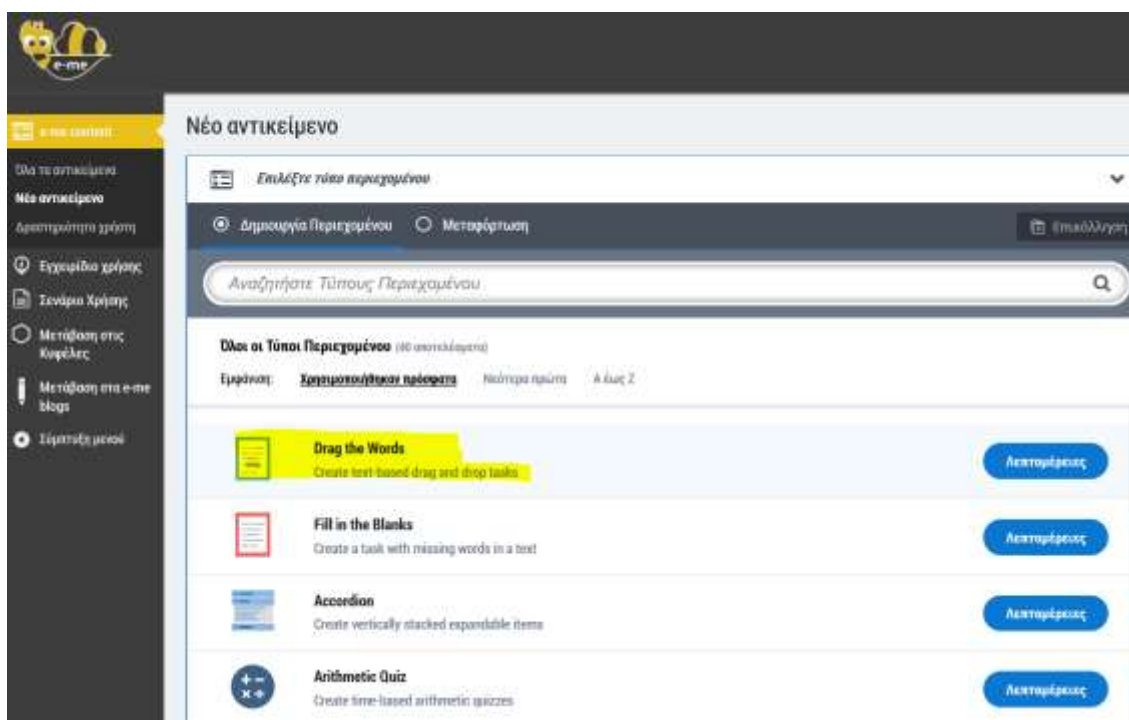 e-me
e-me content
Όλα τα αντικείμενα
Νέο αντικείμενο
Δραστηριότητα χρήστη
Εγχειρίδιο χρήσης
Σενάρια Χρήσης
Μετάβαση στις
Κυψέλες
Μετάβαση στα e-me
blogs
Σύμπτυξη μενού
Νέο αντικείμενο
Επιλέξτε τύπο περιεχομένου
Δημιουργία Περιεχομένου
Μεταφόρτωση
Επικόλληση
Αναζητήστε Τύπους Περιεχομένου
Όλοι οι Τύποι Περιεχομένου (40 αποτελέσματα)
Εμφάνιση: Χρησιμοποιήθηκαν πρόσφατα Νεότερα πρώτα Α έως Ζ
Drag the Words
Create text-based drag and drop tasks
Λεπτομέρειες
Fill in the Blanks
Create a task with missing words in a text
Λεπτομέρειες
Accordion
Create vertically stacked expandable items
Λεπτομέρειες
Arithmetic Quiz
Create time-based arithmetic quizzes
Λεπτομέρειες